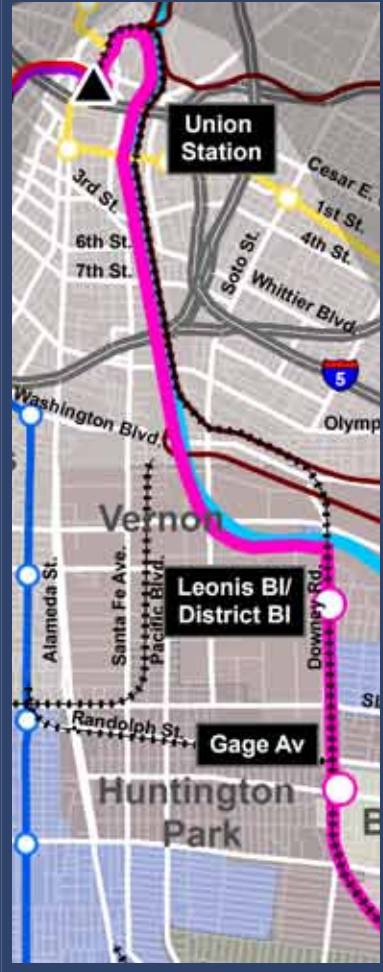 Union
Station
Cesar E.
3rd St.
1st St.
4th St.
6th St.
7th St.
Soto St.
Whittier Blvd.
5
Washington Blvd.
Olymp
Vernon
Alameda St.
Santa Fe Ave.
Pacific Blvd.
Leonis Bl/
District Bl
Downey Rd.
Randolph St.
Gage Av
Huntington
Park
B